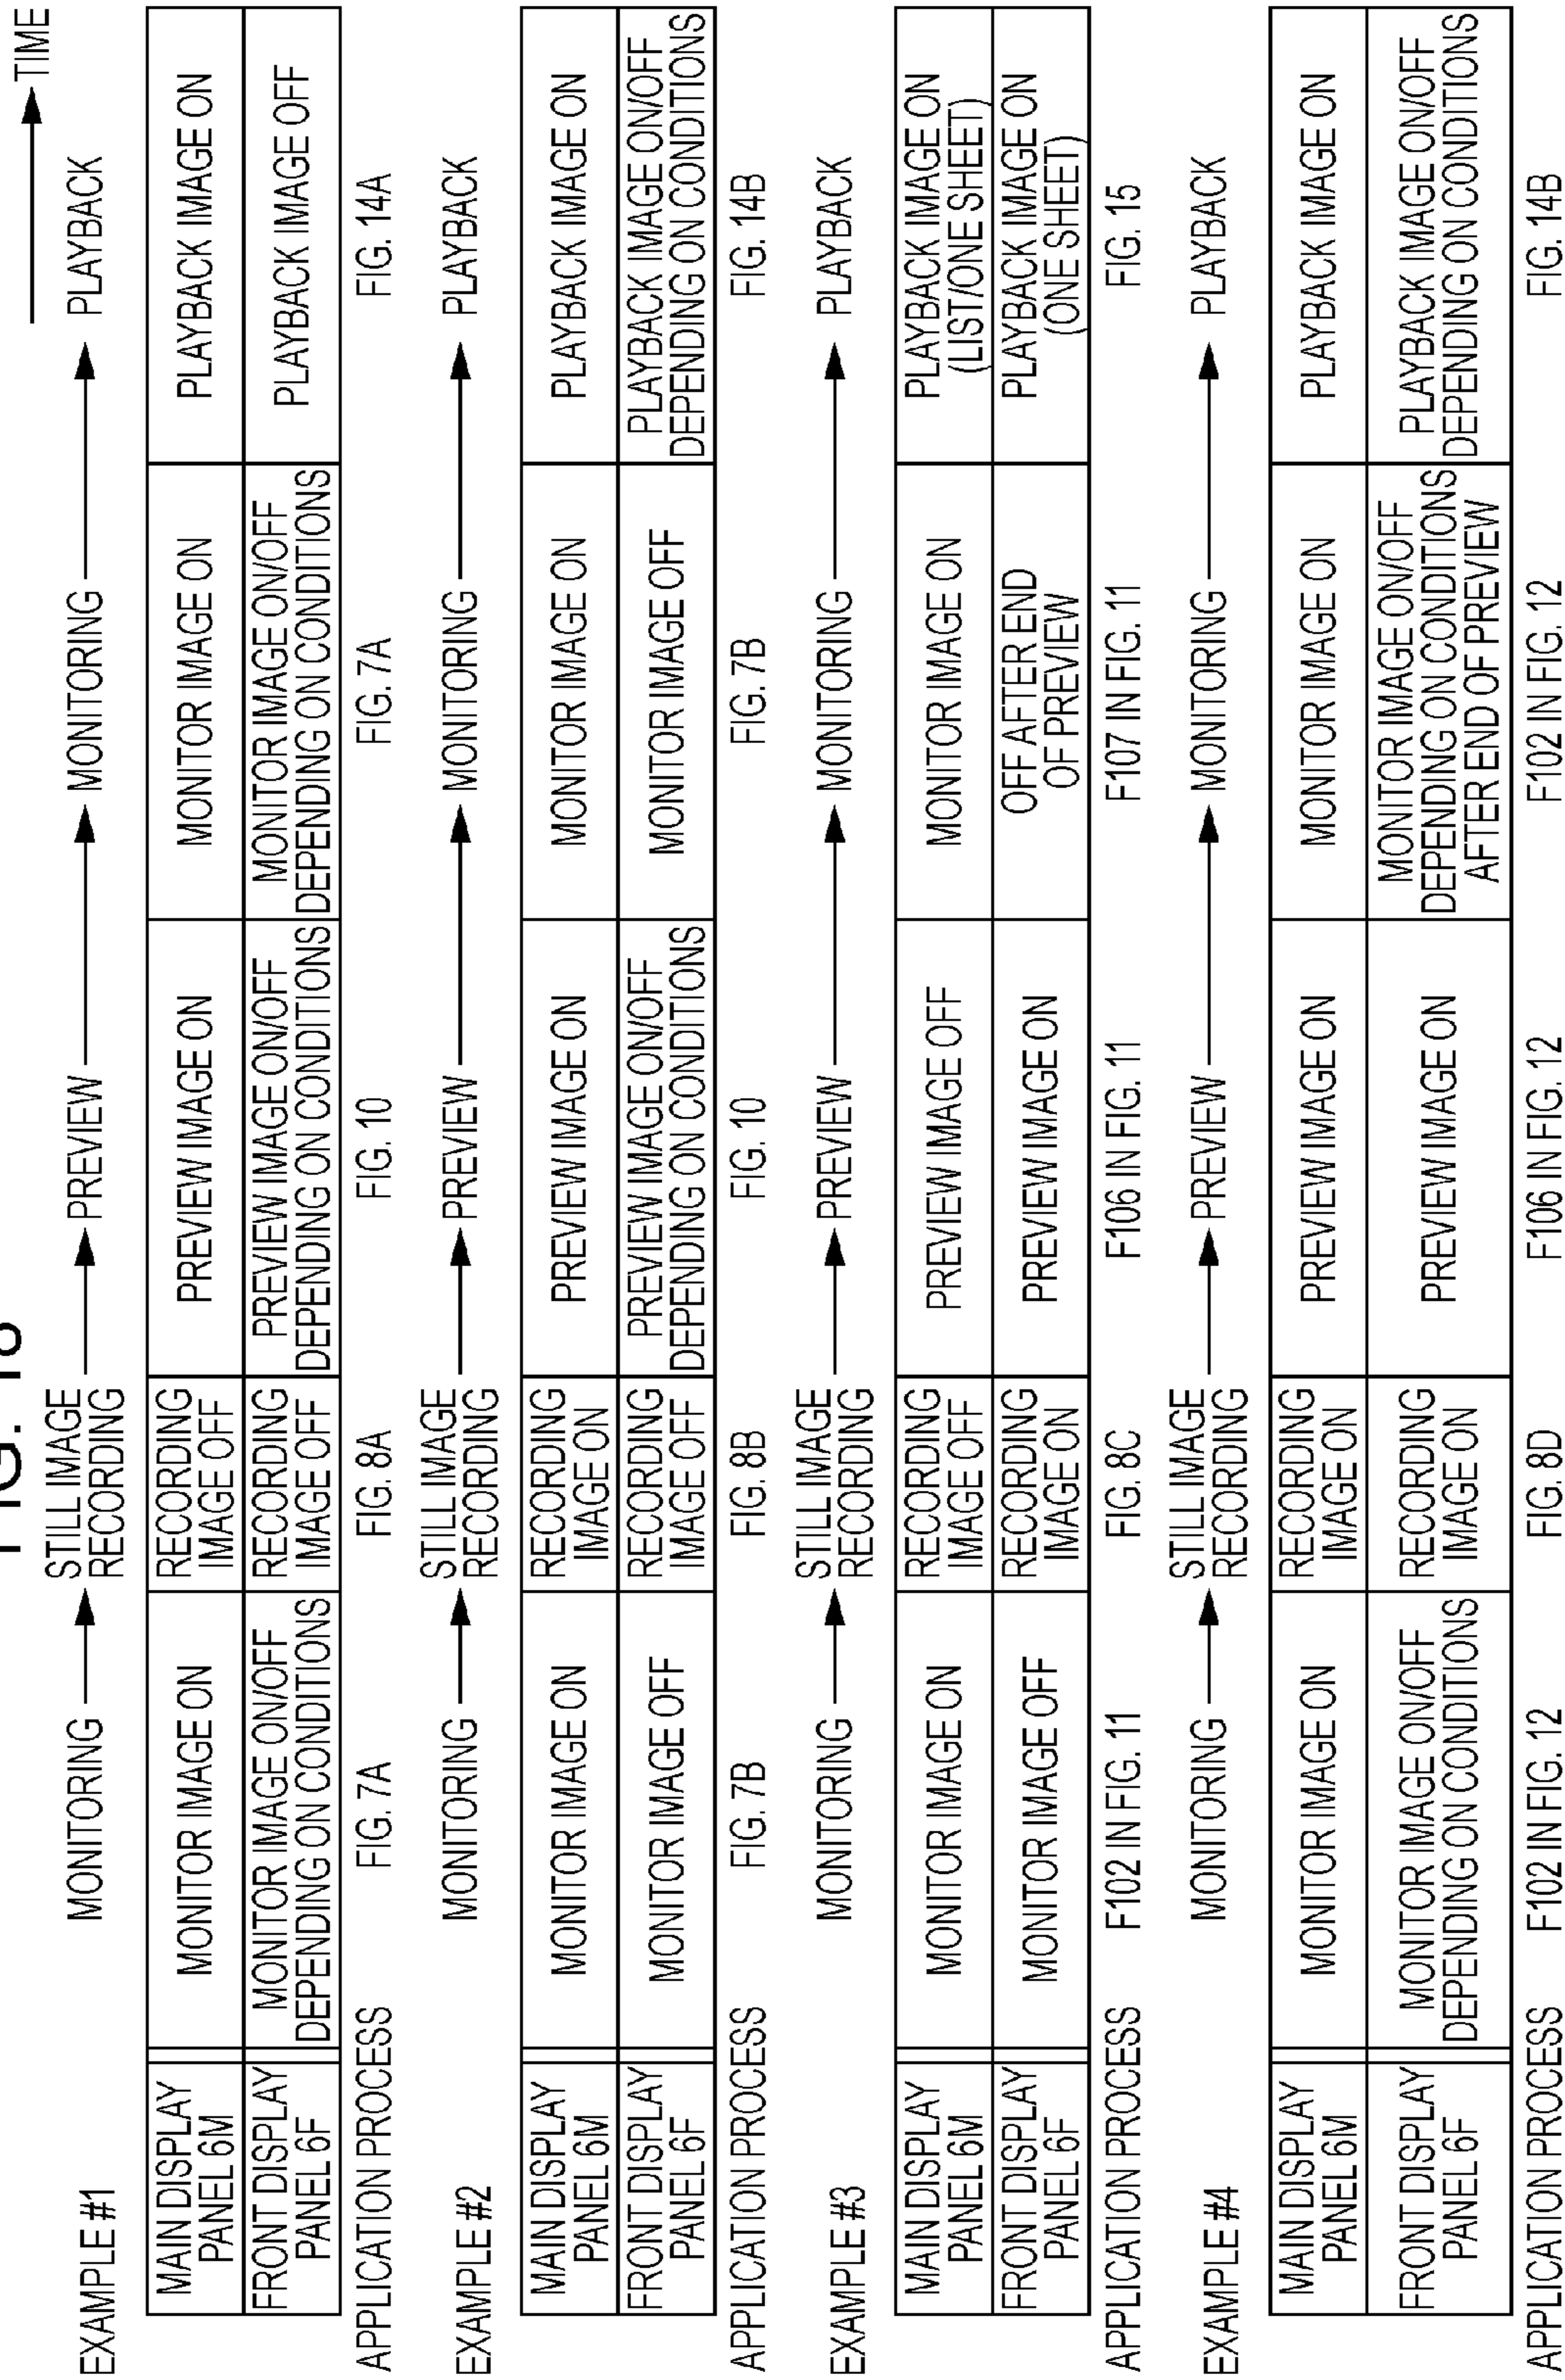 TIME
EXAMPLE #1
MONITORING
STILL IMAGE
RECORDING
PREVIEW
MONITORING
PLAYBACK
MAIN DISPLAY
PANEL 6M
MONITOR IMAGE ON
RECORDING
IMAGE OFF
PREVIEW IMAGE ON
MONITOR IMAGE ON
PLAYBACK IMAGE ON
FRONT DISPLAY
PANEL 6F
MONITOR IMAGE ON/OFF
DEPENDING ON CONDITIONS
RECORDING
IMAGE OFF
PREVIEW IMAGE ON/OFF
DEPENDING ON CONDITIONS
MONITOR IMAGE ON/OFF
DEPENDING ON CONDITIONS
PLAYBACK IMAGE OFF
APPLICATION PROCESS
FIG. 7A
FIG. 8A
FIG. 10
FIG. 7A
FIG. 14A
EXAMPLE #2
MONITORING
STILL IMAGE
RECORDING
PREVIEW
MONITORING
PLAYBACK
MAIN DISPLAY
PANEL 6M
MONITOR IMAGE ON
RECORDING
IMAGE ON
PREVIEW IMAGE ON
MONITOR IMAGE ON
PLAYBACK IMAGE ON
FRONT DISPLAY
PANEL 6F
MONITOR IMAGE OFF
RECORDING
IMAGE OFF
PREVIEW IMAGE ON/OFF
DEPENDING ON CONDITIONS
MONITOR IMAGE OFF
PLAYBACK IMAGE ON/OFF
DEPENDING ON CONDITIONS
APPLICATION PROCESS
FIG. 7B
FIG. 8B
FIG. 10
FIG. 7B
FIG. 14B
EXAMPLE #3
MONITORING
STILL IMAGE
RECORDING
PREVIEW
MONITORING
PLAYBACK
MAIN DISPLAY
PANEL 6M
MONITOR IMAGE ON
RECORDING
IMAGE OFF
PREVIEW IMAGE OFF
MONITOR IMAGE ON
PLAYBACK IMAGE ON
(LIST/ONE SHEET)
FRONT DISPLAY
PANEL 6F
MONITOR IMAGE OFF
RECORDING
IMAGE ON
PREVIEW IMAGE ON
OFF AFTER END
OF PREVIEW
PLAYBACK IMAGE ON
(ONE SHEET)
APPLICATION PROCESS
F102 IN FIG. 11
FIG. 8C
F106 IN FIG. 11
F107 IN FIG. 11
FIG. 15
EXAMPLE #4
MONITORING
STILL IMAGE
RECORDING
PREVIEW
MONITORING
PLAYBACK
MAIN DISPLAY
PANEL 6M
MONITOR IMAGE ON
RECORDING
IMAGE ON
PREVIEW IMAGE ON
MONITOR IMAGE ON
PLAYBACK IMAGE ON
FRONT DISPLAY
PANEL 6F
MONITOR IMAGE ON/OFF
DEPENDING ON CONDITIONS
RECORDING
IMAGE ON
PREVIEW IMAGE ON
MONITOR IMAGE ON/OFF
DEPENDING ON CONDITIONS
AFTER END OF PREVIEW
PLAYBACK IMAGE ON/OFF
DEPENDING ON CONDITIONS
APPLICATION PROCESS
F102 IN FIG. 12
FIG. 8D
F106 IN FIG. 12
F102 IN FIG. 12
FIG. 14B